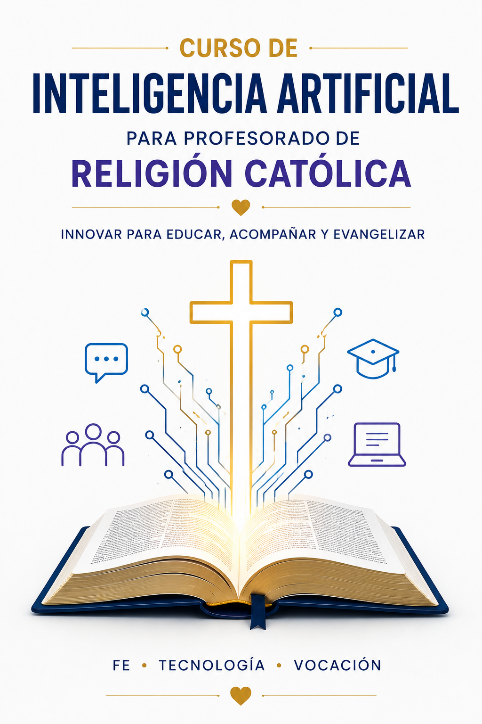 CURSO DE
INTELIGENCIA ARTIFICIAL
PARA PROFESORADO DE
RELIGIÓN CATÓLICA
INNOVAR PARA EDUCAR, ACOMPAÑAR Y EVANGELIZAR
FE • TECNOLOGÍA • VOCACIÓN